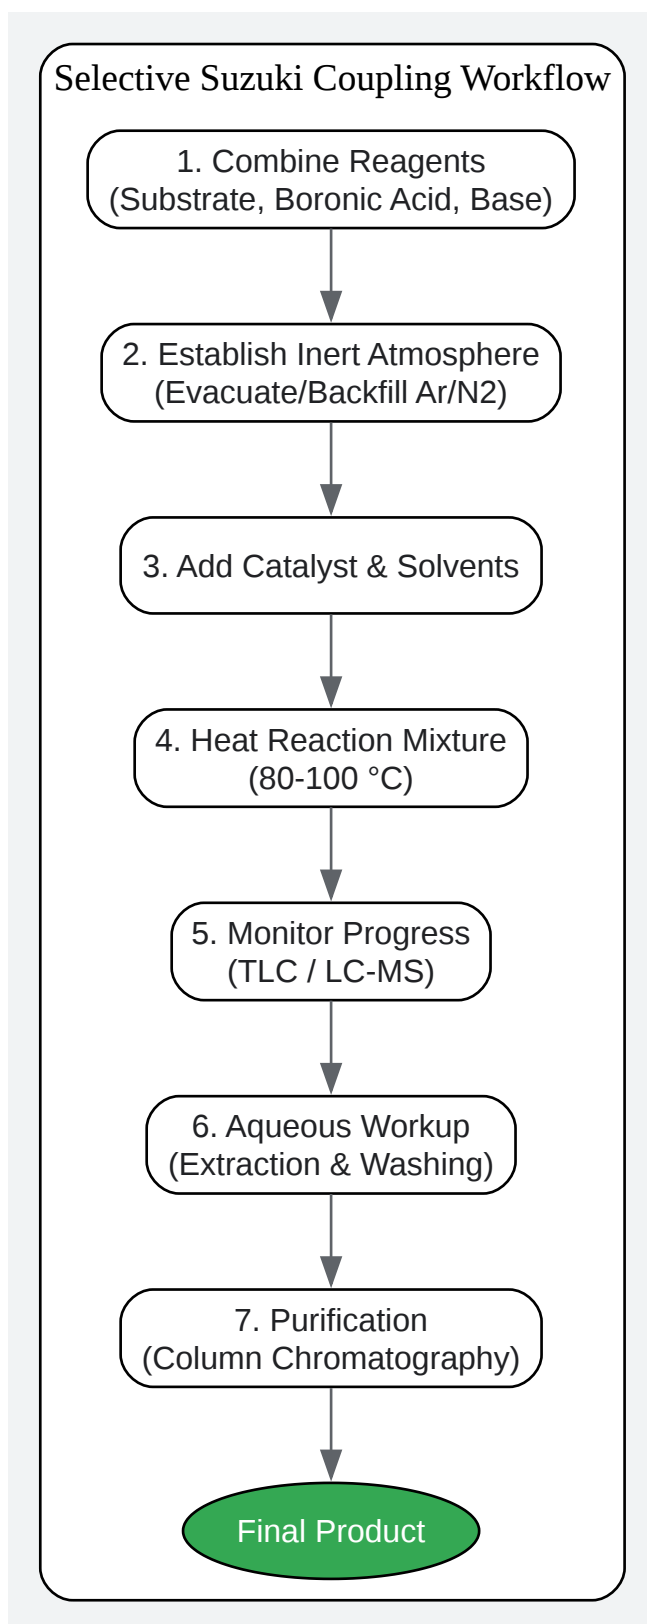 Selective Suzuki Coupling Workflow
1. Combine Reagents
(Substrate, Boronic Acid, Base)
2. Establish Inert Atmosphere
(Evacuate/Backfill Ar/N2)
3. Add Catalyst & Solvents
4. Heat Reaction Mixture
(80-100 °C)
5. Monitor Progress
(TLC / LC-MS)
6. Aqueous Workup
(Extraction & Washing)
7. Purification
(Column Chromatography)
Final Product